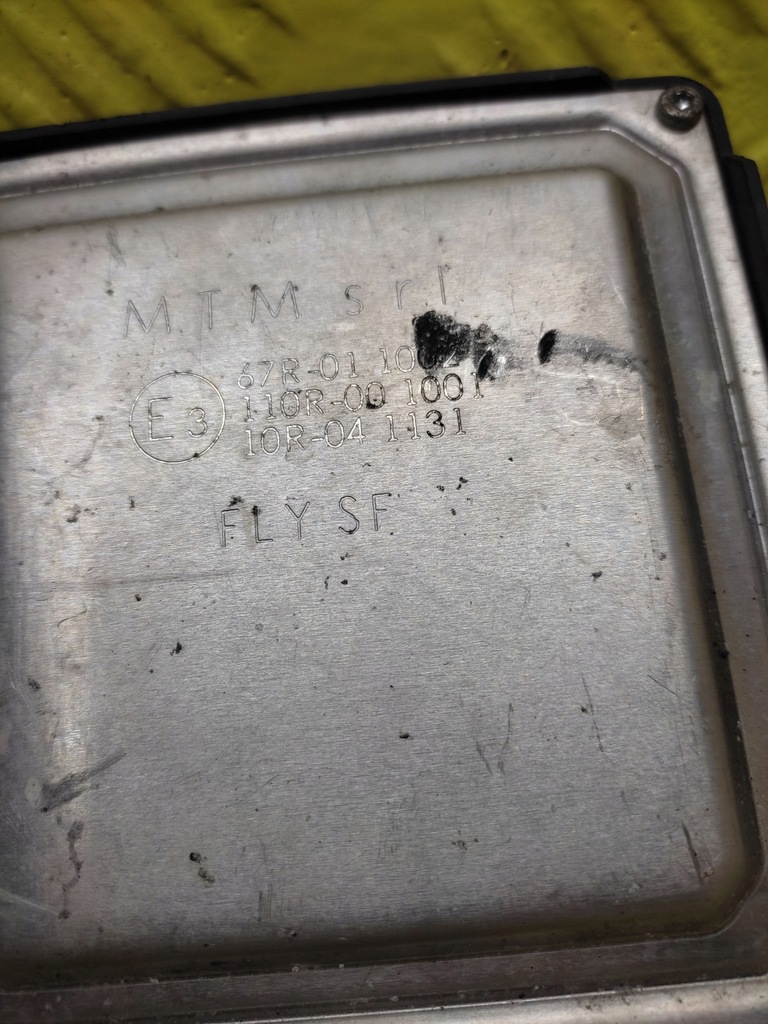 MTM srl
67R-01 1002
E3
110R-00 1001
10R-04 1131
FLY SF